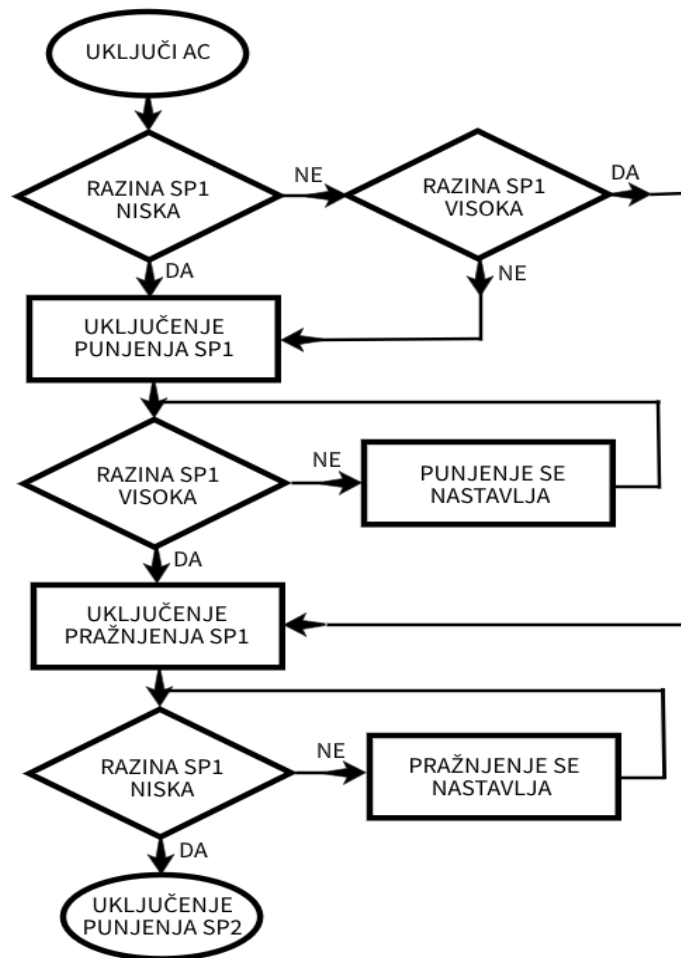 UKLJUČI AC
RAZINA SP1
NISKA
NE
RAZINA SP1
VISOKA
DA
DA
NE
UKLJUČENJE
PUNJENJA SP1
RAZINA SP1
VISOKA
NE
PUNJENJE SE
NASTAVLJA
DA
UKLJUČENJE
PRAŽNJENJA SP1
RAZINA SP1
NISKA
NE
PRAŽNJENJE SE
NASTAVLJA
DA
UKLJUČENJE
PUNJENJA SP2